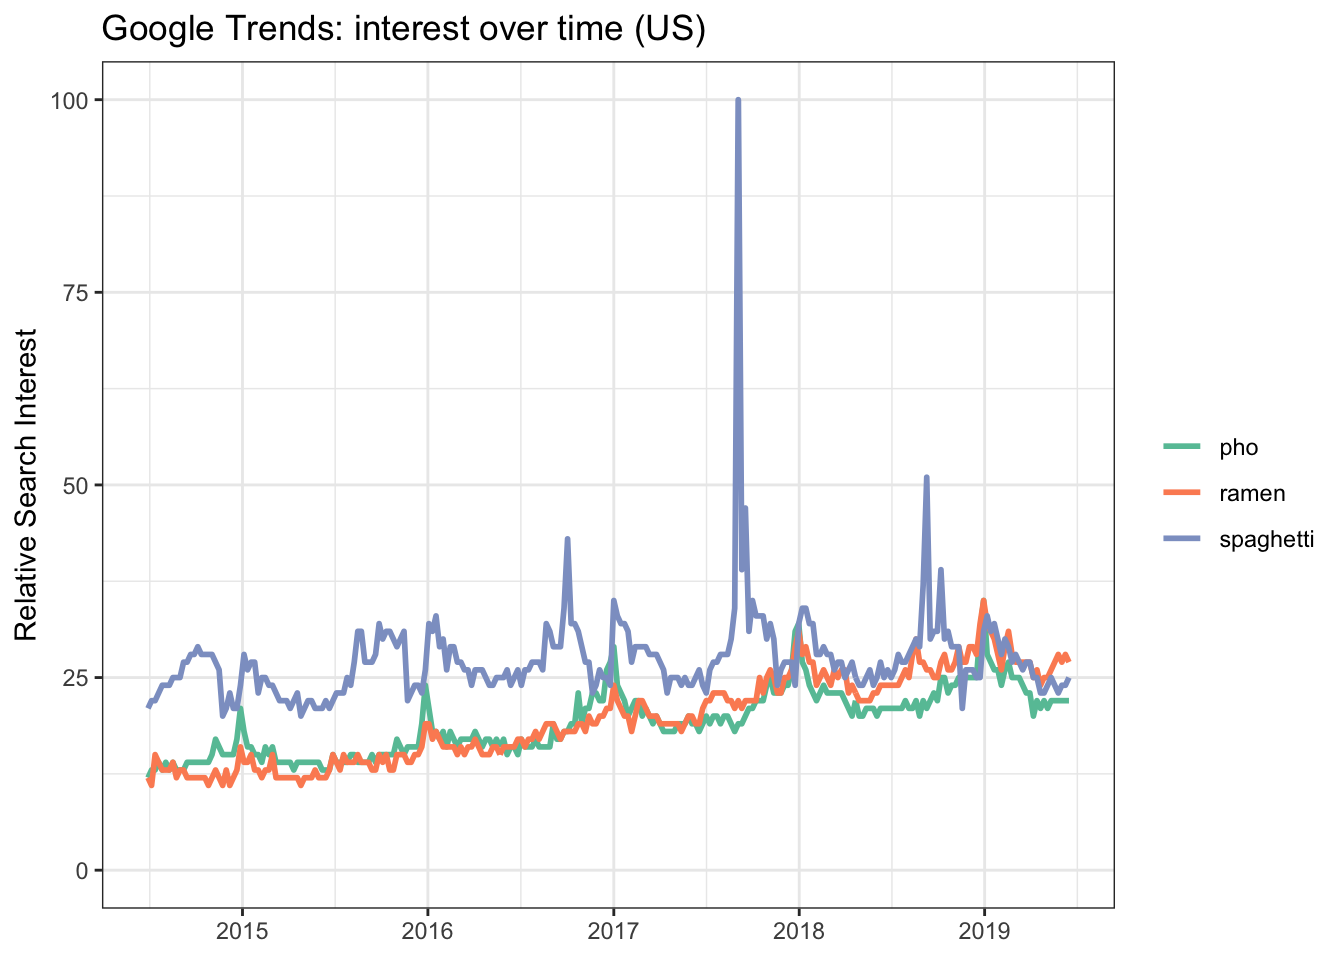 Google Trends: interest over time (US)
Relative Search Interest
100
75
50
25
0
2015
2016
2017
2018
2019
pho
ramen
spaghetti